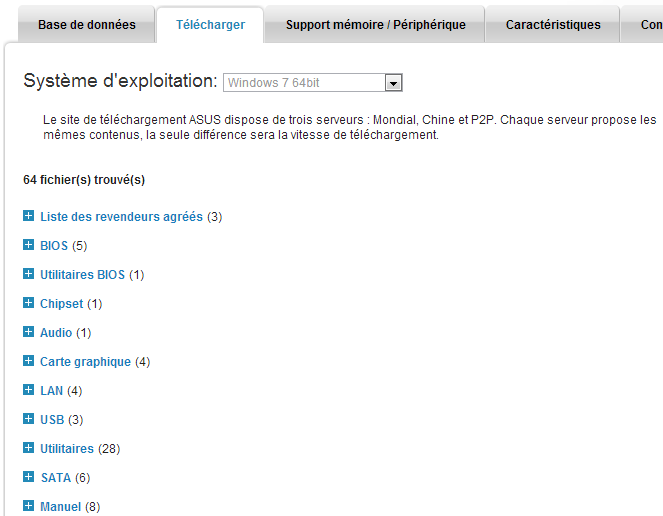 Base de données Télécharger Support mémoire / Périphérique Caractéristiques Con
Système d'exploitation: Windows 7 64bit
Le site de téléchargement ASUS dispose de trois serveurs : Mondial, Chine et P2P. Chaque serveur propose les
mêmes contenus, la seule différence sera la vitesse de téléchargement.
64 fichier(s) trouvé(s)
Liste des revendeurs agréés (3)
BIOS (5)
Utilitaires BIOS (1)
Chipset (1)
Audio (1)
Carte graphique (4)
LAN (4)
USB (3)
Utilitaires (28)
SATA (6)
Manuel (8)